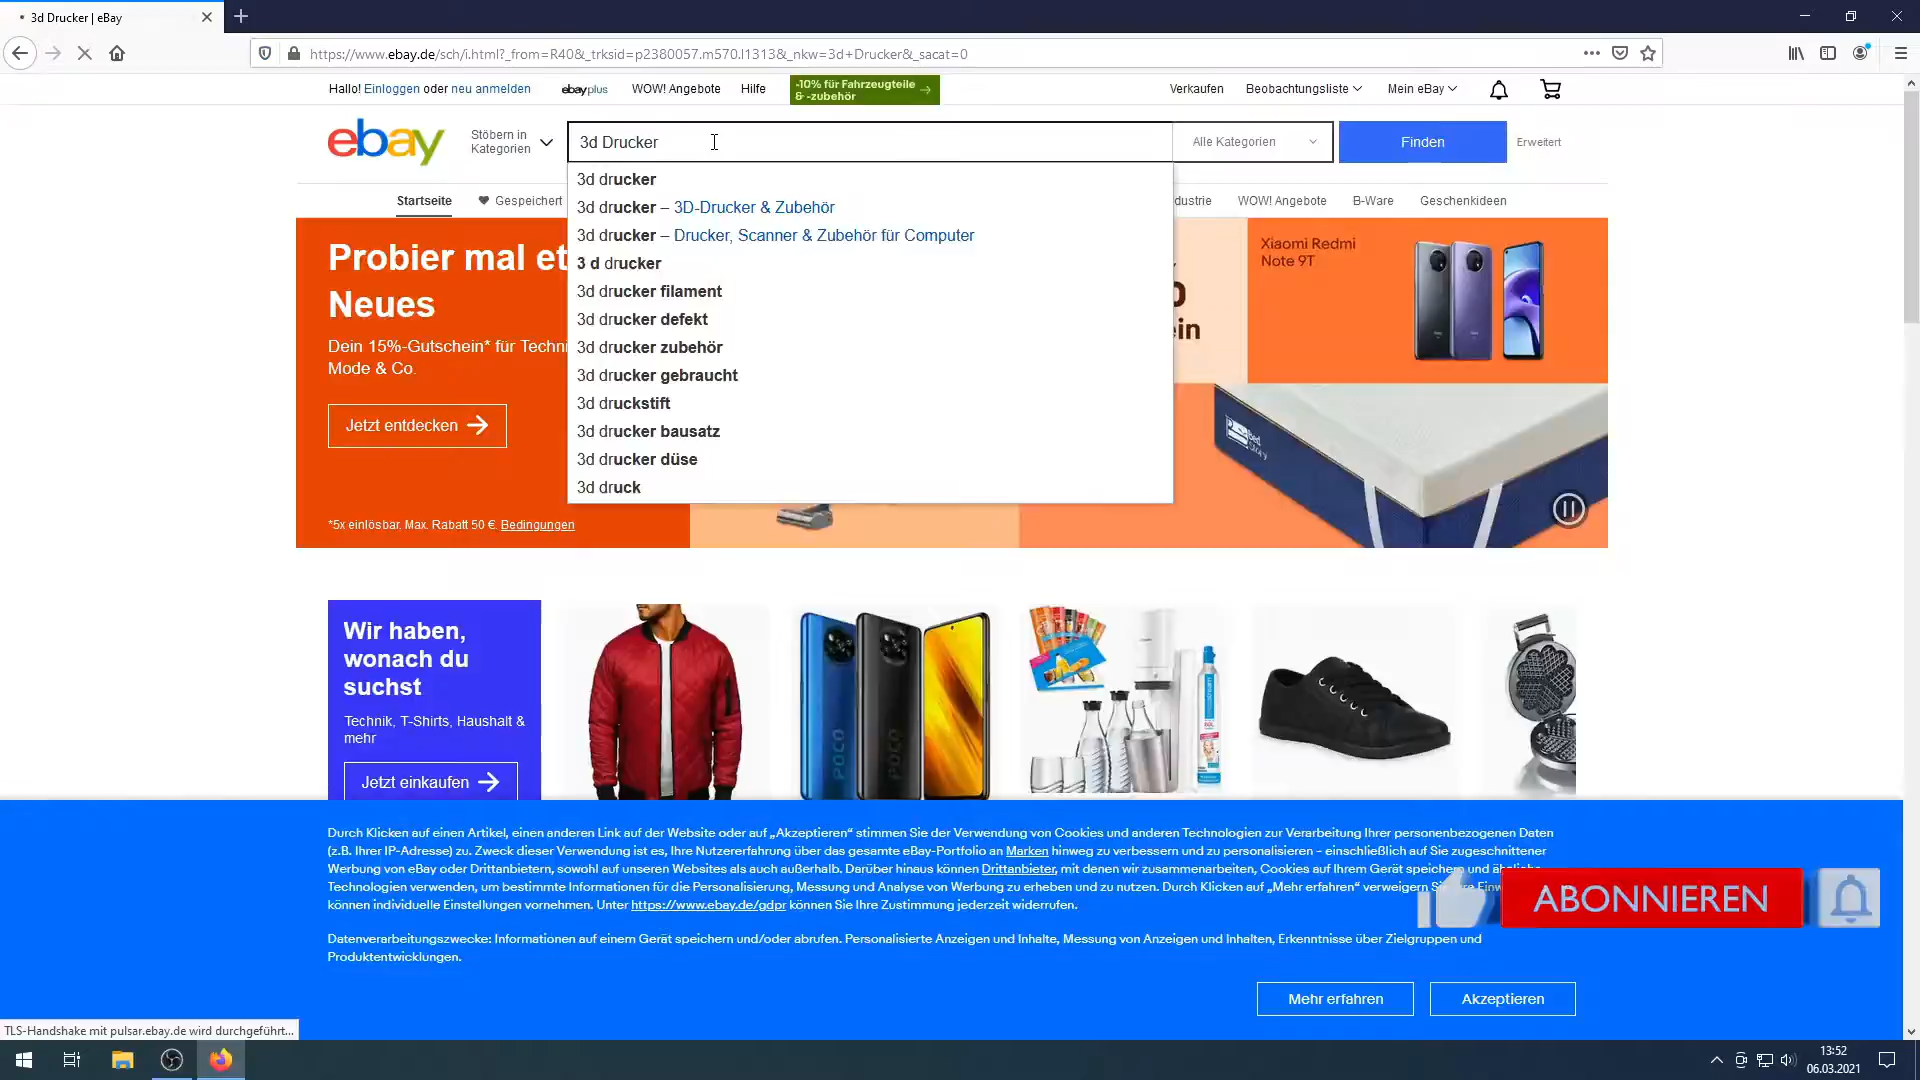 3d Drucker | eBay
https://www.ebay.de/sch/i.html?_from=R40&_trksid=p2380057.m570.l1313&_nkw=3d+Drucker&_sacat=0
Hallo! Einloggen oder neu anmelden
ebayplus
WOW! Angebote
Hilfe
-10% für Fahrzeugteile
& -zubehör
Verkaufen
Beobachtungsliste
Mein eBay
ebay
Stöbern in
Kategorien
3d Drucker
Alle Kategorien
Finden
Erweitert
3d drucker
3d drucker – 3D-Drucker & Zubehör
3d drucker – Drucker, Scanner & Zubehör für Computer
3 d drucker
3d drucker filament
3d drucker defekt
3d drucker zubehör
3d drucker gebraucht
3d druckstift
3d drucker bausatz
3d drucker düse
3d druck
Startseite
Gespeichert
dustrie
WOW! Angebote
B-Ware
Geschenkideen
Probier mal et
Neues
Dein 15%-Gutschein* für Techni
Mode & Co.
Jetzt entdecken
*5x einlösbar. Max. Rabatt 50 €. Bedingungen
ein
Xiaomi Redmi
Note 9T
Bed
Story
Wir haben,
wonach du
suchst
Technik, T-Shirts, Haushalt &
mehr
Jetzt einkaufen
POCO
POCO
Durch Klicken auf einen Artikel, einen anderen Link auf der Website oder auf „Akzeptieren“ stimmen Sie der Verwendung von Cookies und anderen Technologien zur Verarbeitung Ihrer personenbezogenen Daten
(z.B. Ihrer IP-Adresse) zu. Zweck dieser Verwendung ist es, Ihre Nutzererfahrung über das gesamte eBay-Portfolio an Marken hinweg zu verbessern und zu personalisieren – einschließlich auf Sie zugeschnittener
Werbung von eBay oder Drittanbietern, sowohl auf unseren Websites als auch außerhalb. Darüber hinaus können Drittanbieter, mit denen wir zusammenarbeiten, Cookies auf Ihrem Gerät speichern und ähnliche
Technologien verwenden, um bestimmte Informationen für die Personalisierung, Messung und Analyse von Werbung zu erheben und zu nutzen. Durch Klicken auf „Mehr erfahren“ verweigern
können individuelle Einstellungen vornehmen. Unter https://www.ebay.de/gdpr können Sie Ihre Zustimmung jederzeit widerrufen.
Datenverarbeitungszwecke: Informationen auf einem Gerät speichern und/oder abrufen. Personalisierte Anzeigen und Inhalte, Messung von Anzeigen und Inhalten, Erkenntnisse über Zielgruppen und
Produktentwicklungen.
ABONNIEREN
Mehr erfahren
Akzeptieren
TLS-Handshake mit pulsar.ebay.de wird durchgeführt...
13:52
06.03.2021